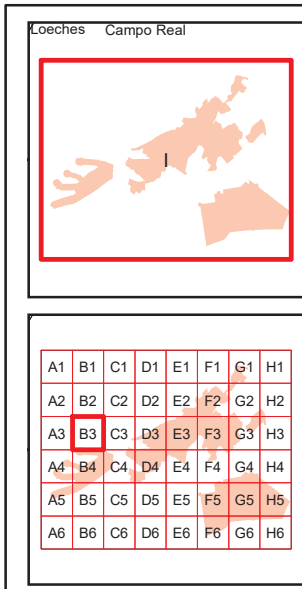 Loeches Campo Real
A1 B1 C1 D1 E1 F1 G1 H1
A2 B2 C2 D2 E2 F2 G2 H2
A3 B3 C3 D3 E3 F3 G3 H3
A4 B4 C4 D4 E4 F4 G4 H4
A5 B5 C5 D5 E5 F5 G5 H5
A6 B6 C6 D6 E6 F6 G6 H6